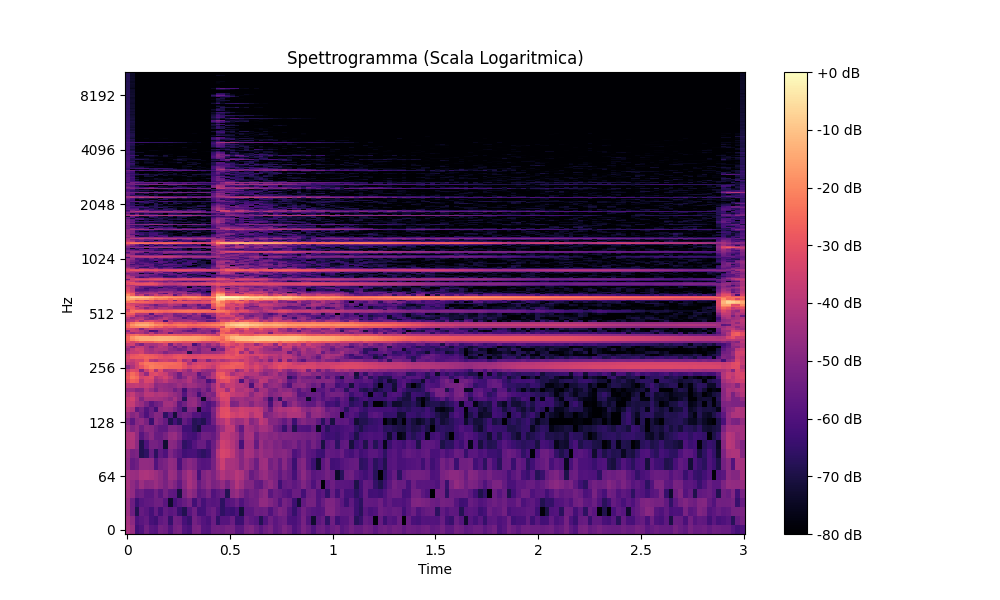 Spettrogramma (Scala Logaritmica)
8192
4096
2048
1024
512
256
128
64
0
Hz
0
0.5
1
1.5
2
2.5
3
Time
+0 dB
-10 dB
-20 dB
-30 dB
-40 dB
-50 dB
-60 dB
-70 dB
-80 dB